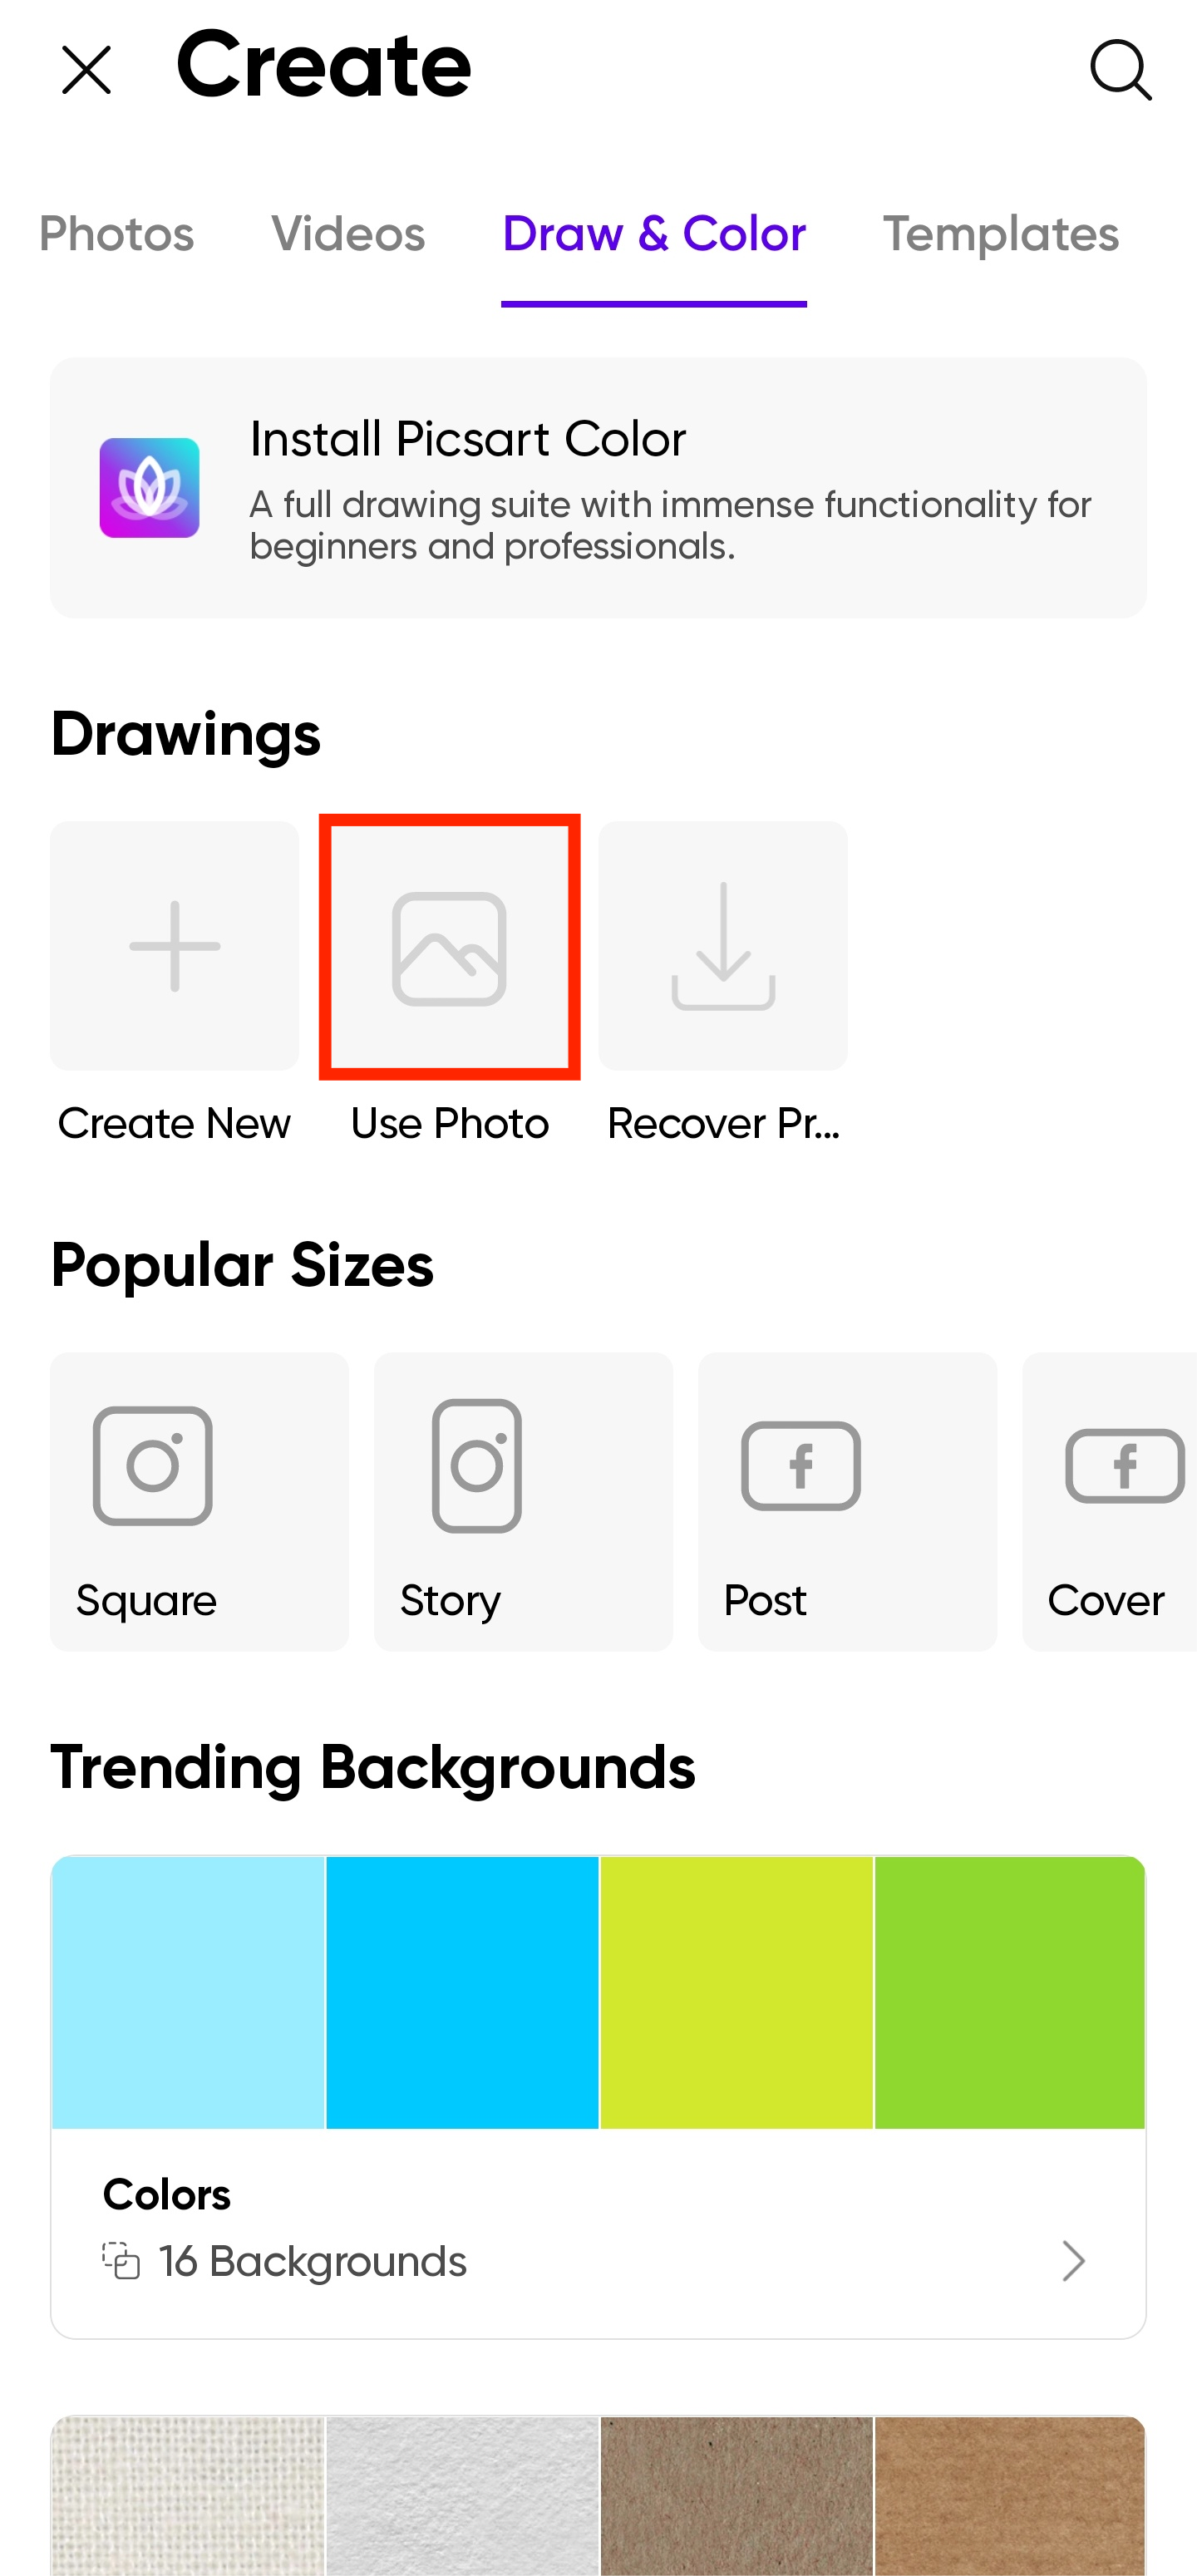 Create
Photos Videos Draw & Color Templates
Install Picsart Color
A full drawing suite with immense functionality for
beginners and professionals.
Drawings
Create New Use Photo Recover Pr...
Popular Sizes
Square Story Post Cover
Trending Backgrounds
Colors
16 Backgrounds